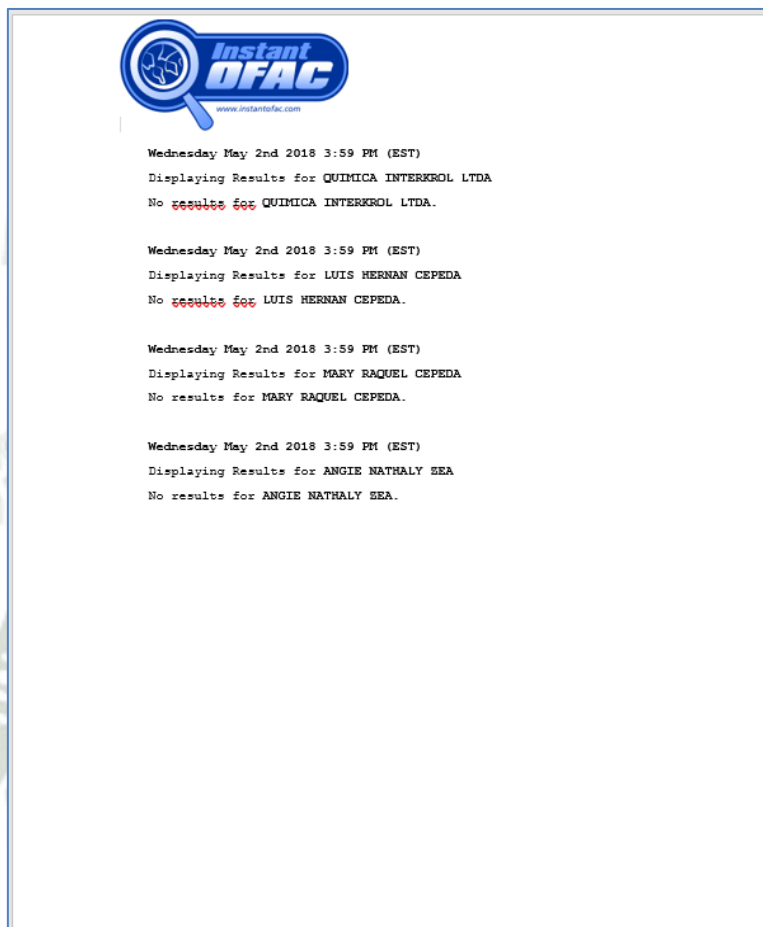 Instant
OFAC
www.instantofac.com
Wednesday May 2nd 2018 3:59 PM (EST)
Displaying Results for QUIMICA INTERKROL LTDA
No results for QUIMICA INTERKROL LTDA.
Wednesday May 2nd 2018 3:59 PM (EST)
Displaying Results for LUIS HERNAN CEPEDA
No results for LUIS HERNAN CEPEDA.
Wednesday May 2nd 2018 3:59 PM (EST)
Displaying Results for MARY RAQUEL CEPEDA
No results for MARY RAQUEL CEPEDA.
Wednesday May 2nd 2018 3:59 PM (EST)
Displaying Results for ANGIE NATHALY ZEA
No results for ANGIE NATHALY ZEA.